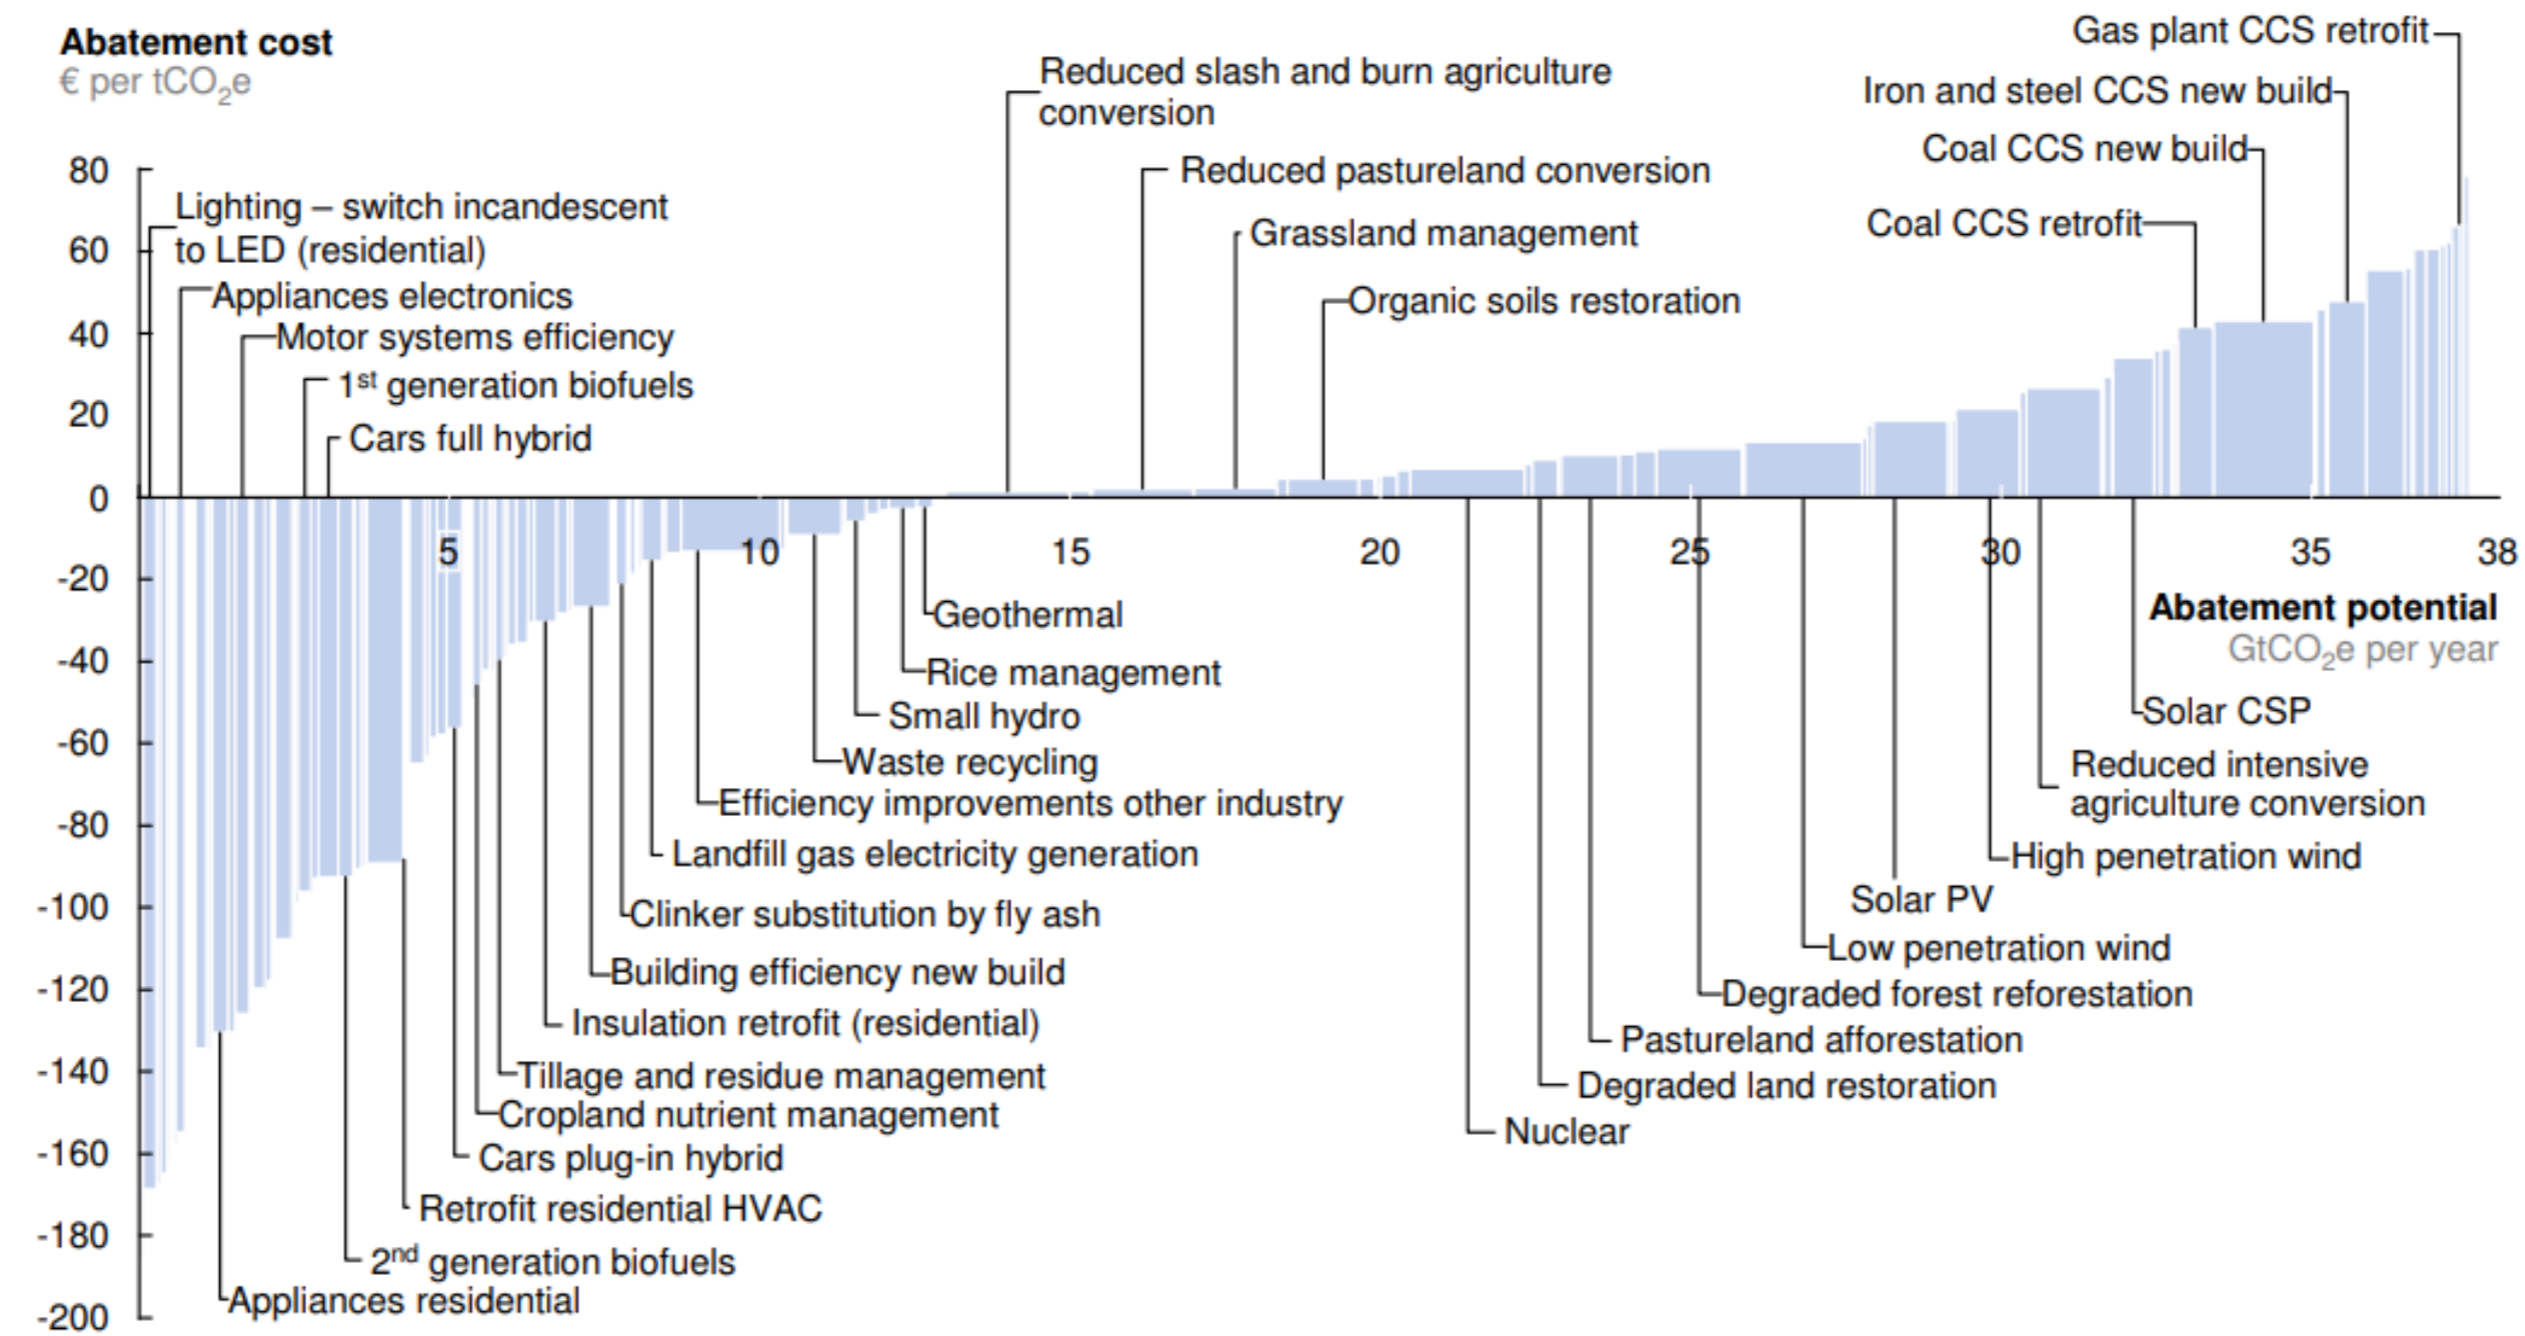 Abatement cost
€ per tCO₂e
80
60
40
20
0
-20
-40
-60
-80
-100
-120
-140
-160
-180
-200
Lighting – switch incandescent
to LED (residential)
Appliances electronics
Motor systems efficiency
1st generation biofuels
Cars full hybrid
Reduced slash and burn agriculture
conversion
Reduced pastureland conversion
Grassland management
Organic soils restoration
Gas plant CCS retrofit
Iron and steel CCS new build
Coal CCS new build
Coal CCS retrofit
5
10
15
20
25
30
35
38
Abatement potential
GtCO₂e per year
Geothermal
Rice management
Small hydro
Waste recycling
Efficiency improvements other industry
Landfill gas electricity generation
Clinker substitution by fly ash
Building efficiency new build
Insulation retrofit (residential)
Tillage and residue management
Cropland nutrient management
Cars plug-in hybrid
Retrofit residential HVAC
2nd generation biofuels
Appliances residential
Solar CSP
Reduced intensive
agriculture conversion
High penetration wind
Solar PV
Low penetration wind
Degraded forest reforestation
Pastureland afforestation
Degraded land restoration
Nuclear